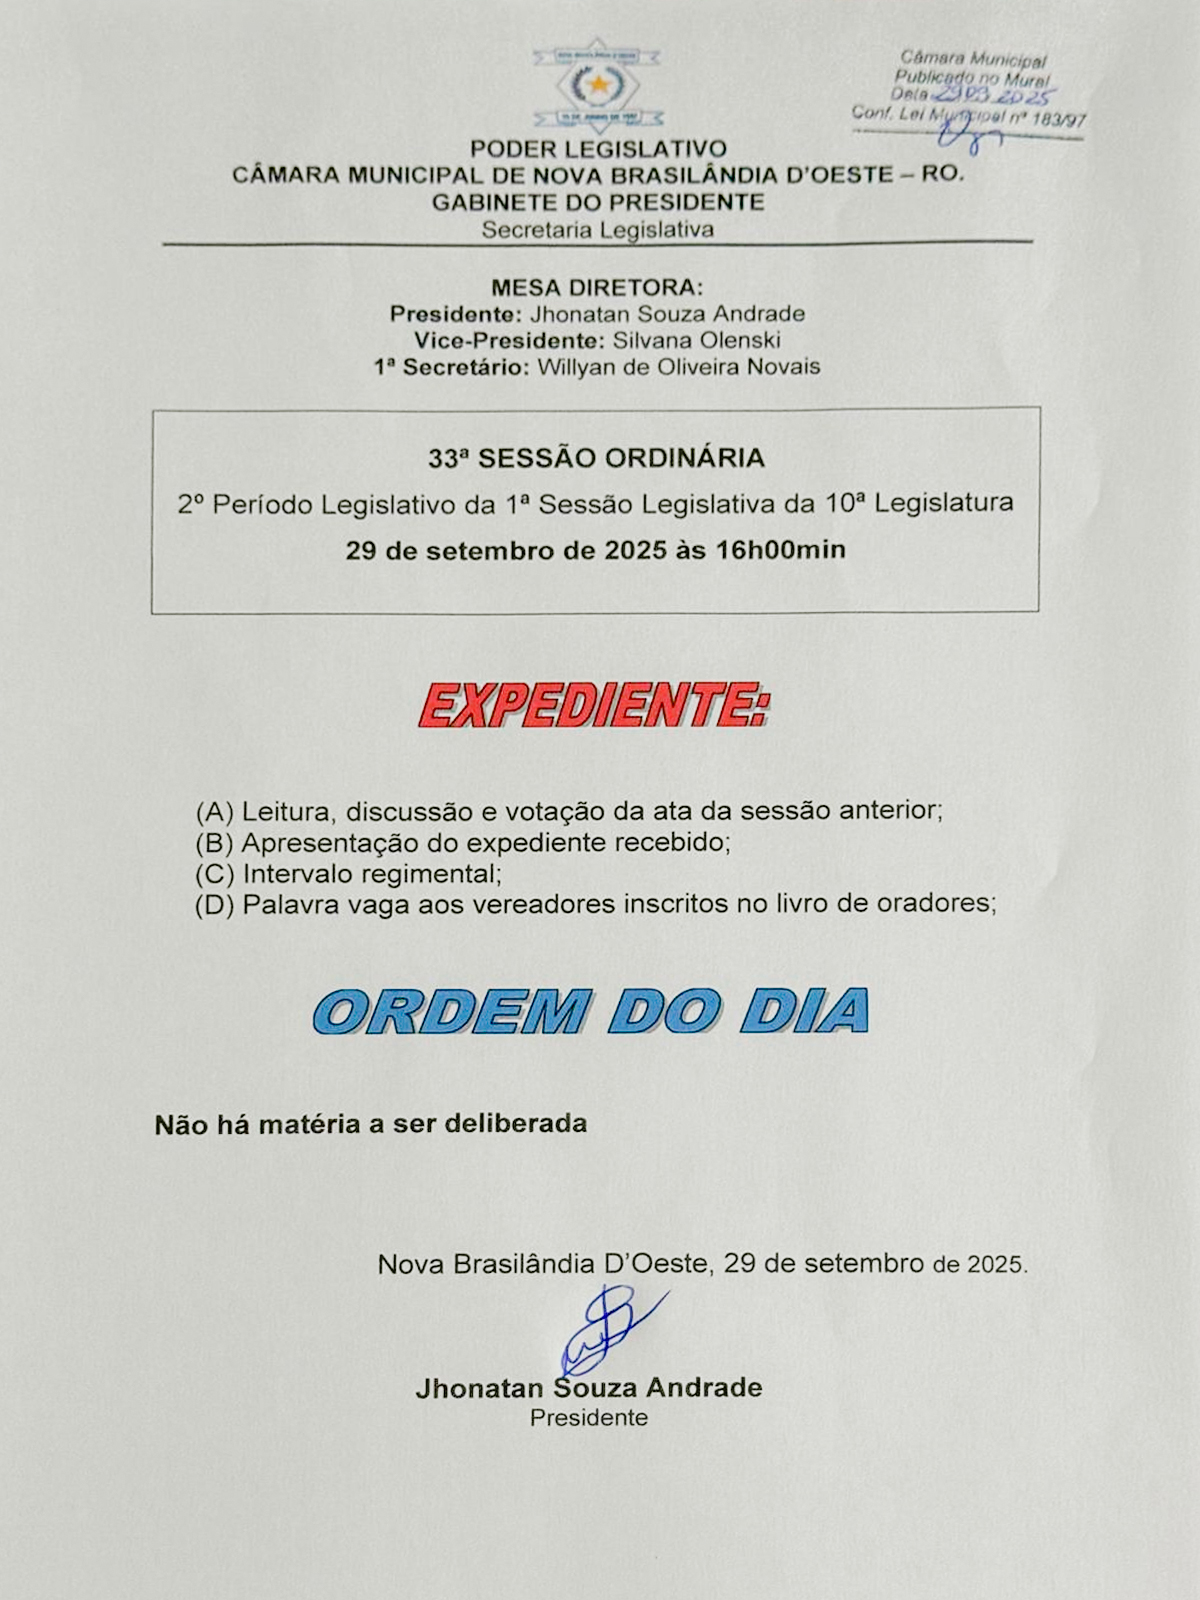 NOVA BRASILÂNDIA D'OESTE
Câmara Municipal
Publicado no Mural
Data 29 09 2025
Conf. Lei Municipal nº 183/97
PODER LEGISLATIVO
CÂMARA MUNICIPAL DE NOVA BRASILÂNDIA D'OESTE – RO.
GABINETE DO PRESIDENTE
Secretaria Legislativa
MESA DIRETORA:
Presidente: Jhonatan Souza Andrade
Vice-Presidente: Silvana Olenski
1ª Secretário: Willyan de Oliveira Novais
33ª SESSÃO ORDINÁRIA
2º Período Legislativo da 1ª Sessão Legislativa da 10ª Legislatura
29 de setembro de 2025 às 16h00min
EXPEDIENTE:
(A) Leitura, discussão e votação da ata da sessão anterior;
(B) Apresentação do expediente recebido;
(C) Intervalo regimental;
(D) Palavra vaga aos vereadores inscritos no livro de oradores;
ORDEM DO DIA
Não há matéria a ser deliberada
Nova Brasilândia D'Oeste, 29 de setembro de 2025.
Jhonatan Souza Andrade
Presidente